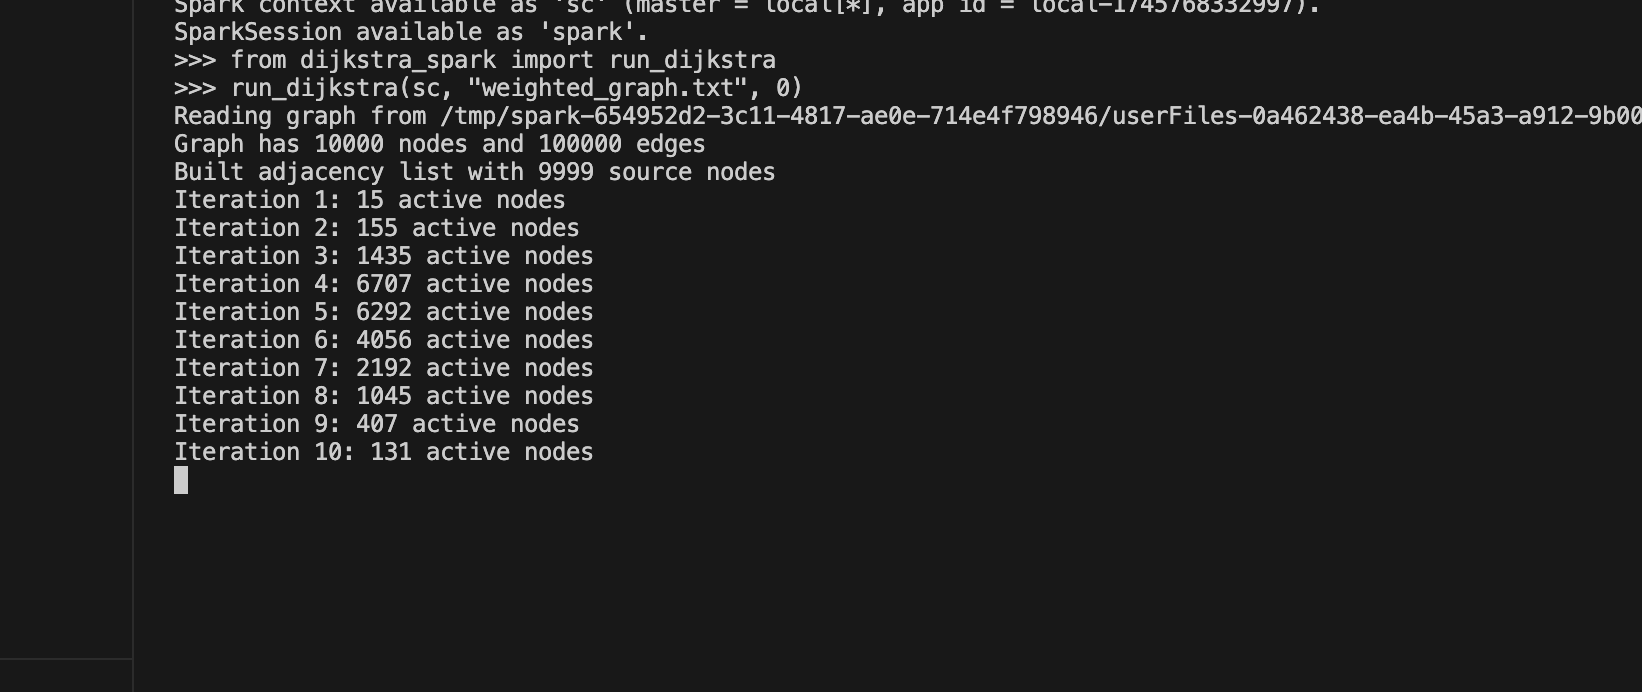 Spark context available as 'sc' (master = local[*], app id = local-1745768332997).
SparkSession available as 'spark'.
>>> from dijkstra_spark import run_dijkstra
>>> run_dijkstra(sc, "weighted_graph.txt", 0)
Reading graph from /tmp/spark-654952d2-3c11-4817-ae0e-714e4f798946/userFiles-0a462438-ea4b-45a3-a912-9b00
Graph has 10000 nodes and 100000 edges
Built adjacency list with 9999 source nodes
Iteration 1: 15 active nodes
Iteration 2: 155 active nodes
Iteration 3: 1435 active nodes
Iteration 4: 6707 active nodes
Iteration 5: 6292 active nodes
Iteration 6: 4056 active nodes
Iteration 7: 2192 active nodes
Iteration 8: 1045 active nodes
Iteration 9: 407 active nodes
Iteration 10: 131 active nodes